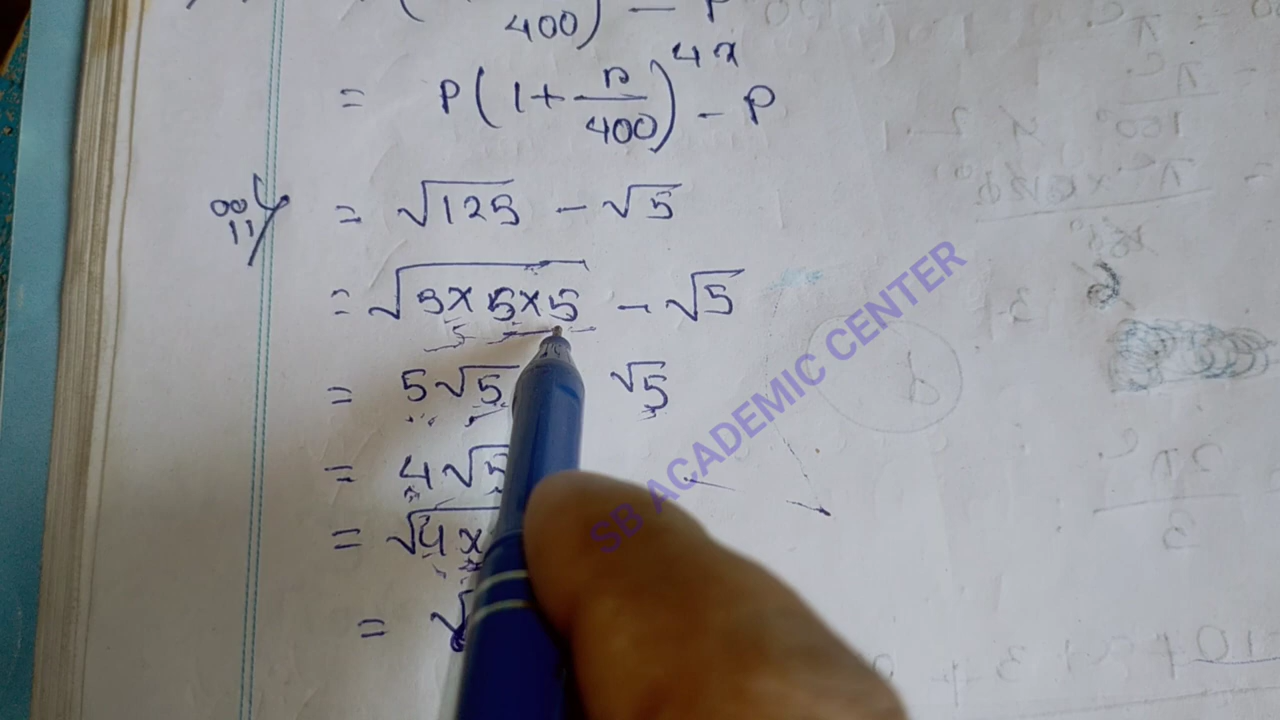 400) - P
= P(1+r/400)^4x - P
= √125 - √5
= √5×5×5 - √5
= 5√5 √5
= 4√5
= √4×
= √
SB ACADEMIC CENTER